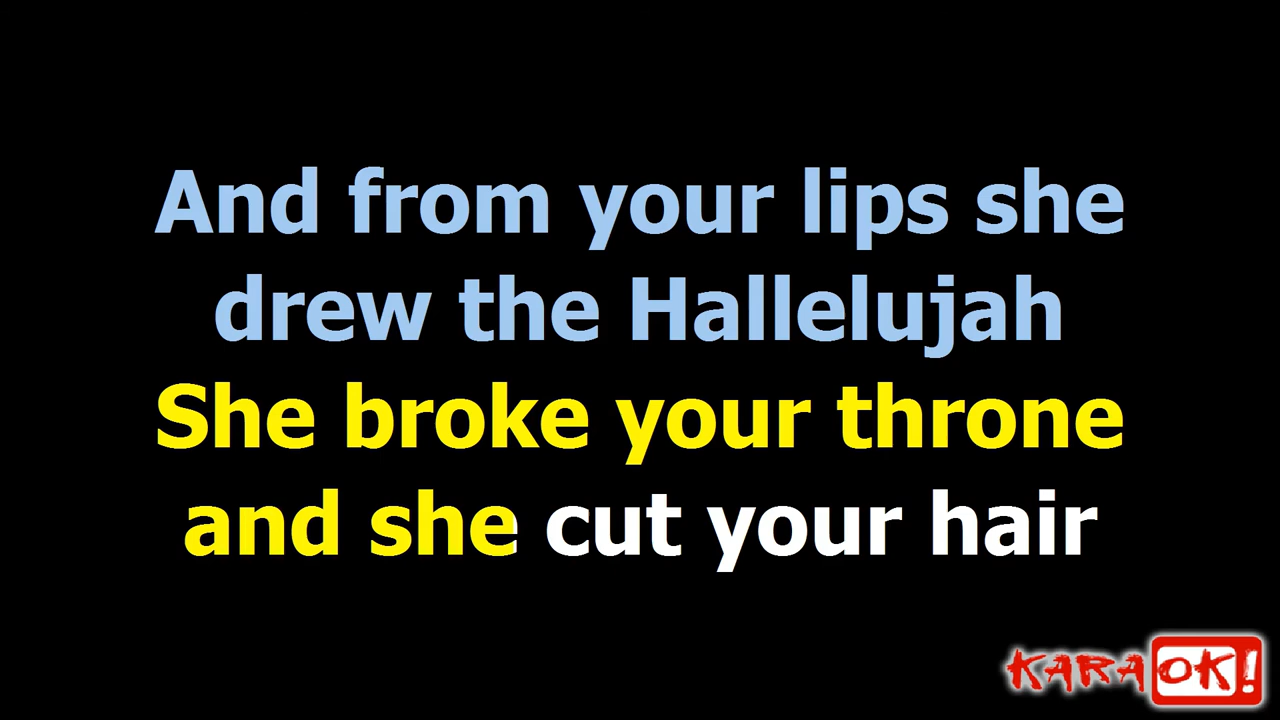 And from your lips she
drew the Hallelujah
She broke your throne
and she cut your hair
KARAOK!